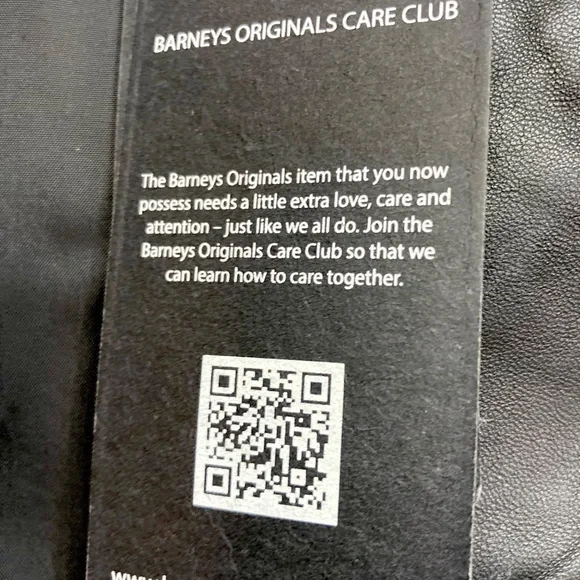 BARNEYS ORIGINALS CARE CLUB
The Barneys Originals item that you now
possess needs a little extra love, care and
attention – just like we all do. Join the
Barneys Originals Care Club so that we
can learn how to care together.